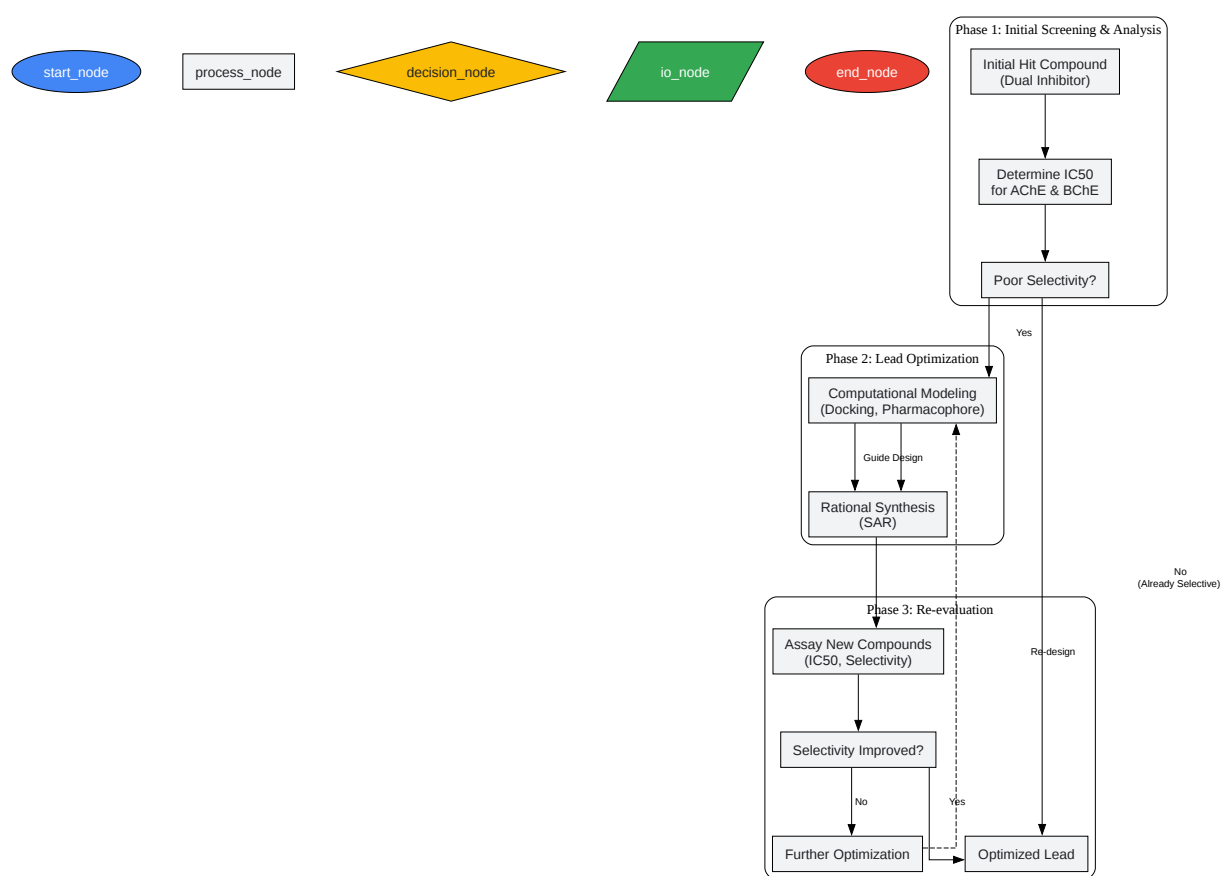 start_node
process_node
decision_node
io_node
end_node
Phase 1: Initial Screening & Analysis
Initial Hit Compound
(Dual Inhibitor)
Determine IC50
for AChE & BChE
Poor Selectivity?
Yes
Phase 2: Lead Optimization
Computational Modeling
(Docking, Pharmacophore)
Guide Design
Rational Synthesis
(SAR)
No
(Already Selective)
Phase 3: Re-evaluation
Assay New Compounds
(IC50, Selectivity)
Re-design
Selectivity Improved?
No
Yes
Further Optimization
Optimized Lead